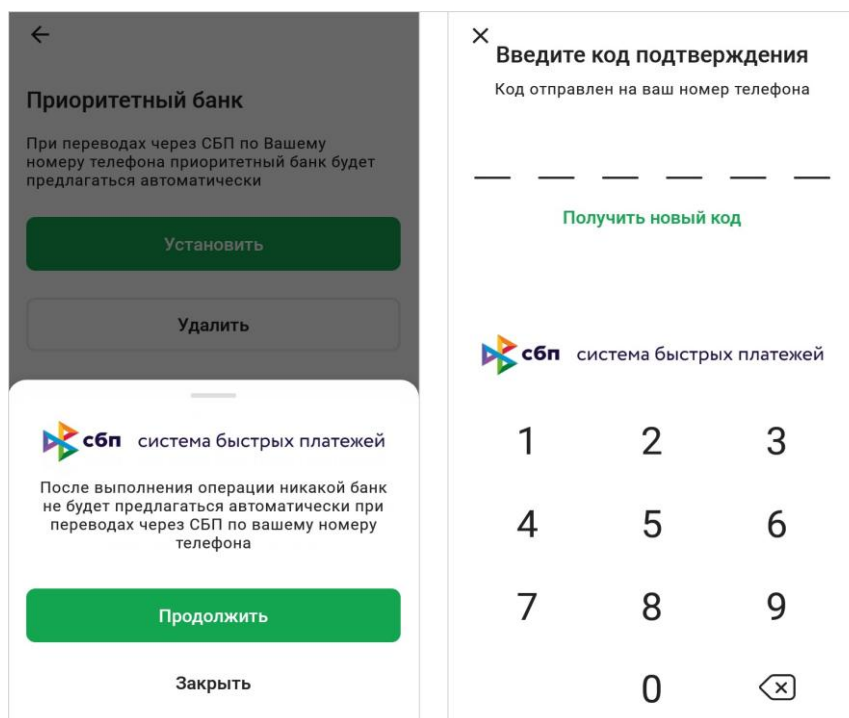 Приоритетный банк
При переводах через СБП по Вашему
номеру телефона приоритетный банк будет
предлагаться автоматически
Установить
Удалить
сбп система быстрых платежей
После выполнения операции никакой банк
не будет предлагаться автоматически при
переводах через СБП по вашему номеру
телефона
Продолжить
Закрыть
Введите код подтверждения
Код отправлен на ваш номер телефона
Получить новый код
сбп система быстрых платежей
1 2 3
4 5 6
7 8 9
0